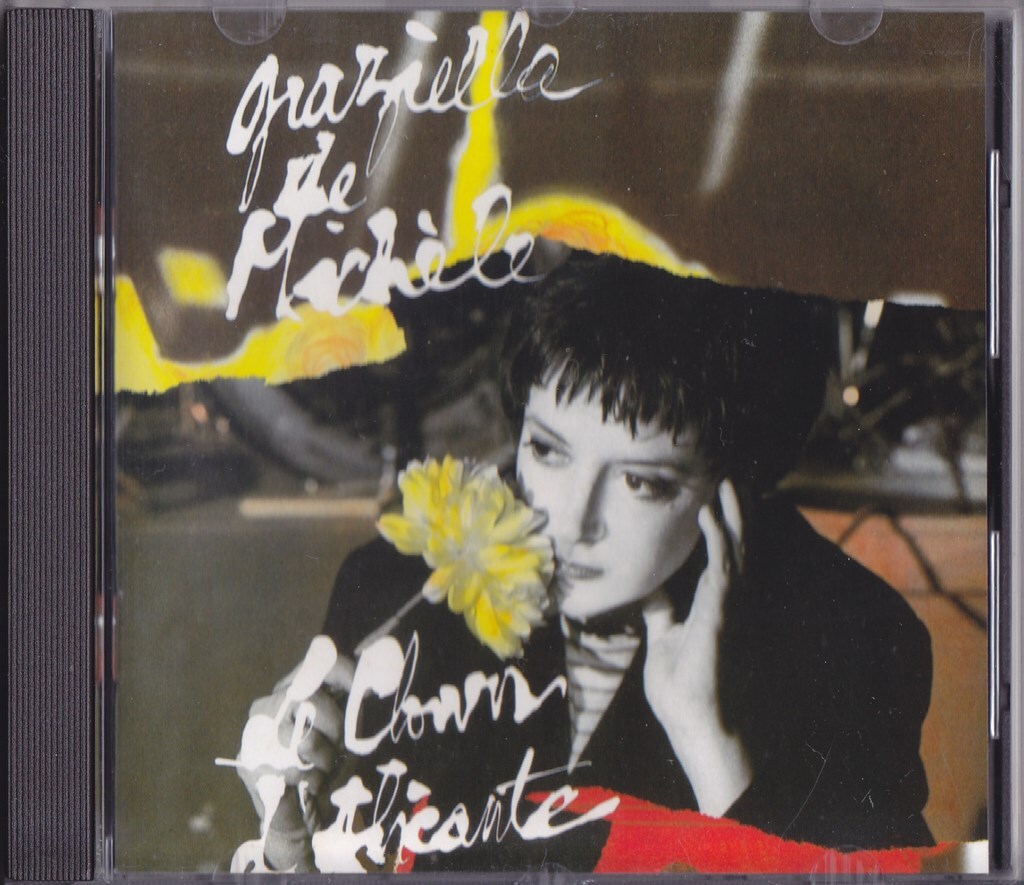 graziella
de
Michèle
le Clown
d'Alicante